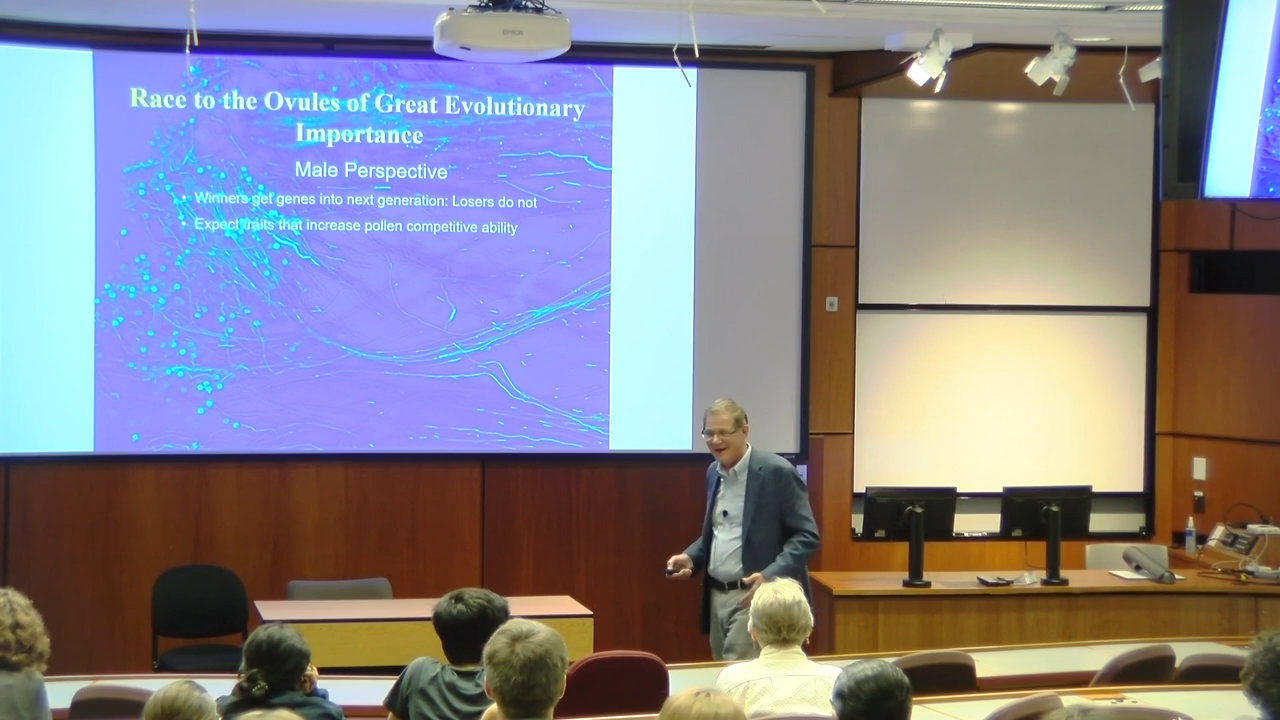 EPSON
Race to the Ovules of Great Evolutionary
Importance
Male Perspective
• Winners get genes into next generation: Losers do not
• Expect traits that increase pollen competitive ability